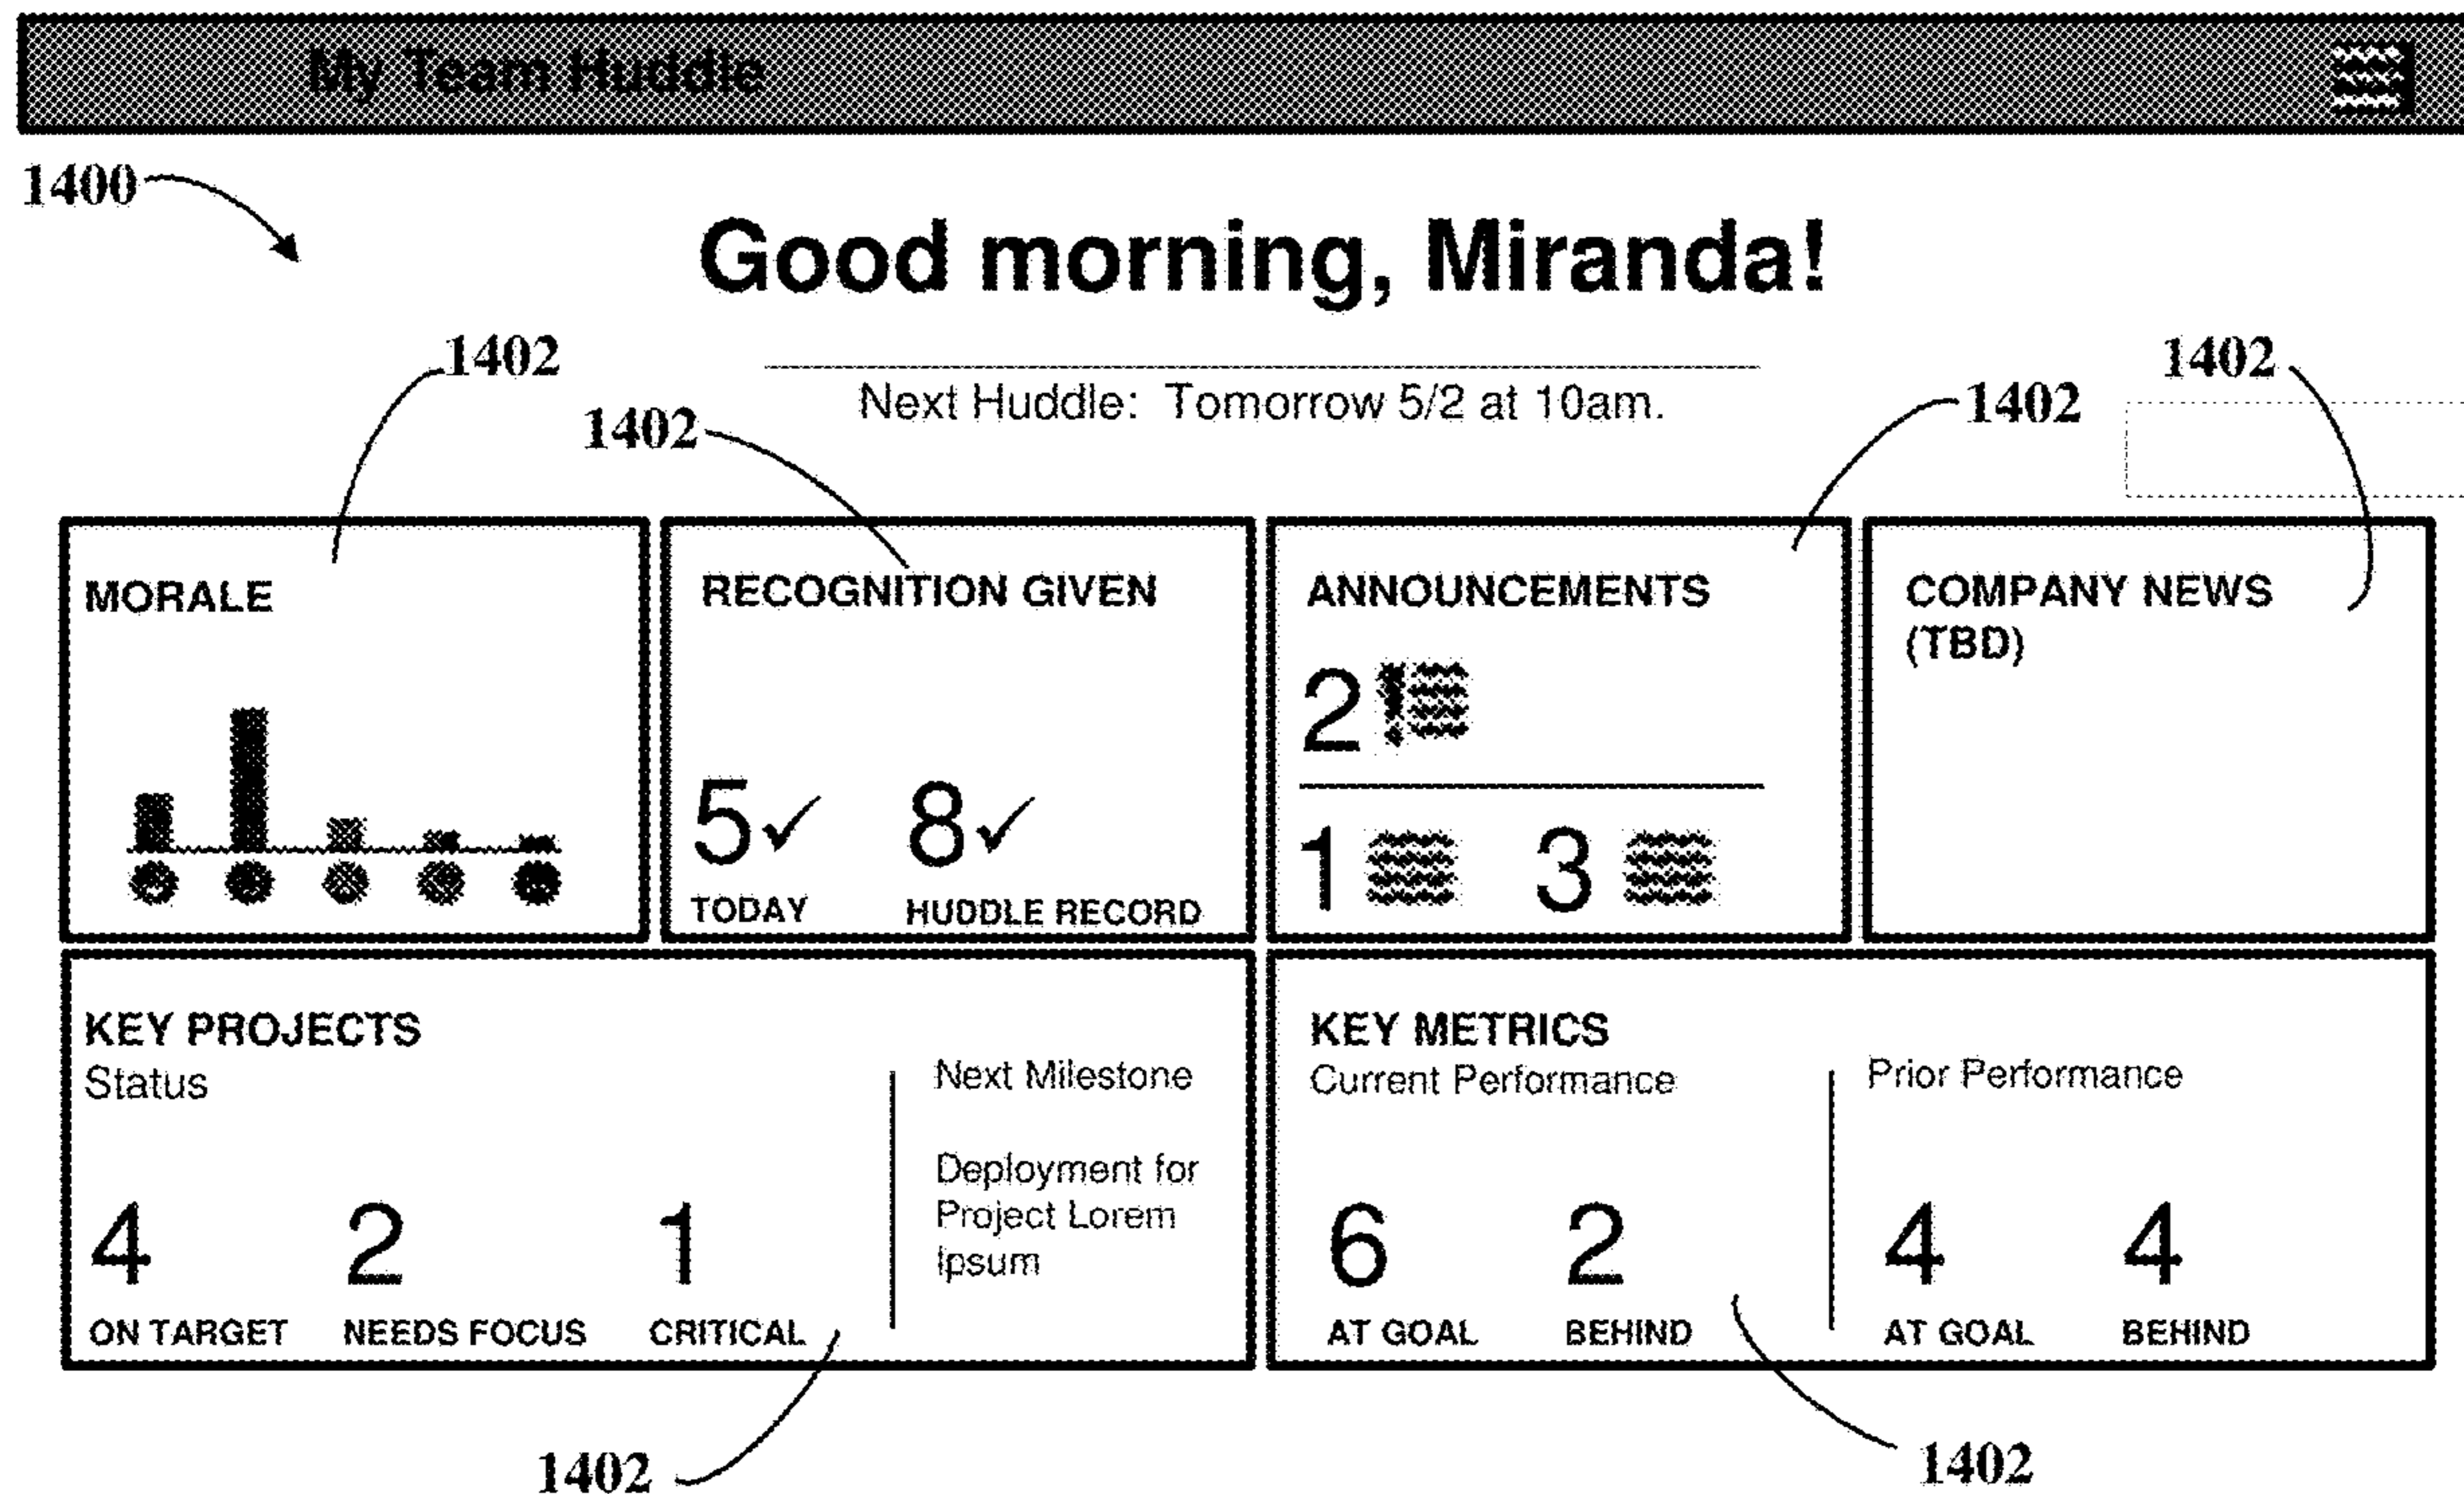 My Team Huddle
1400
Good morning, Miranda!
1402
1402
Next Huddle: Tomorrow 5/2 at 10am.
1402
1402
MORALE
RECOGNITION GIVEN
5✓ 8✓
TODAY HUDDLE RECORD
ANNOUNCEMENTS
2
1 3
COMPANY NEWS
(TBD)
KEY PROJECTS
Status
4 2 1
ON TARGET NEEDS FOCUS CRITICAL
Next Milestone
Deployment for
Project Lorem
Ipsum
KEY METRICS
Current Performance
6 2
AT GOAL BEHIND
Prior Performance
4 4
AT GOAL BEHIND
1402
1402